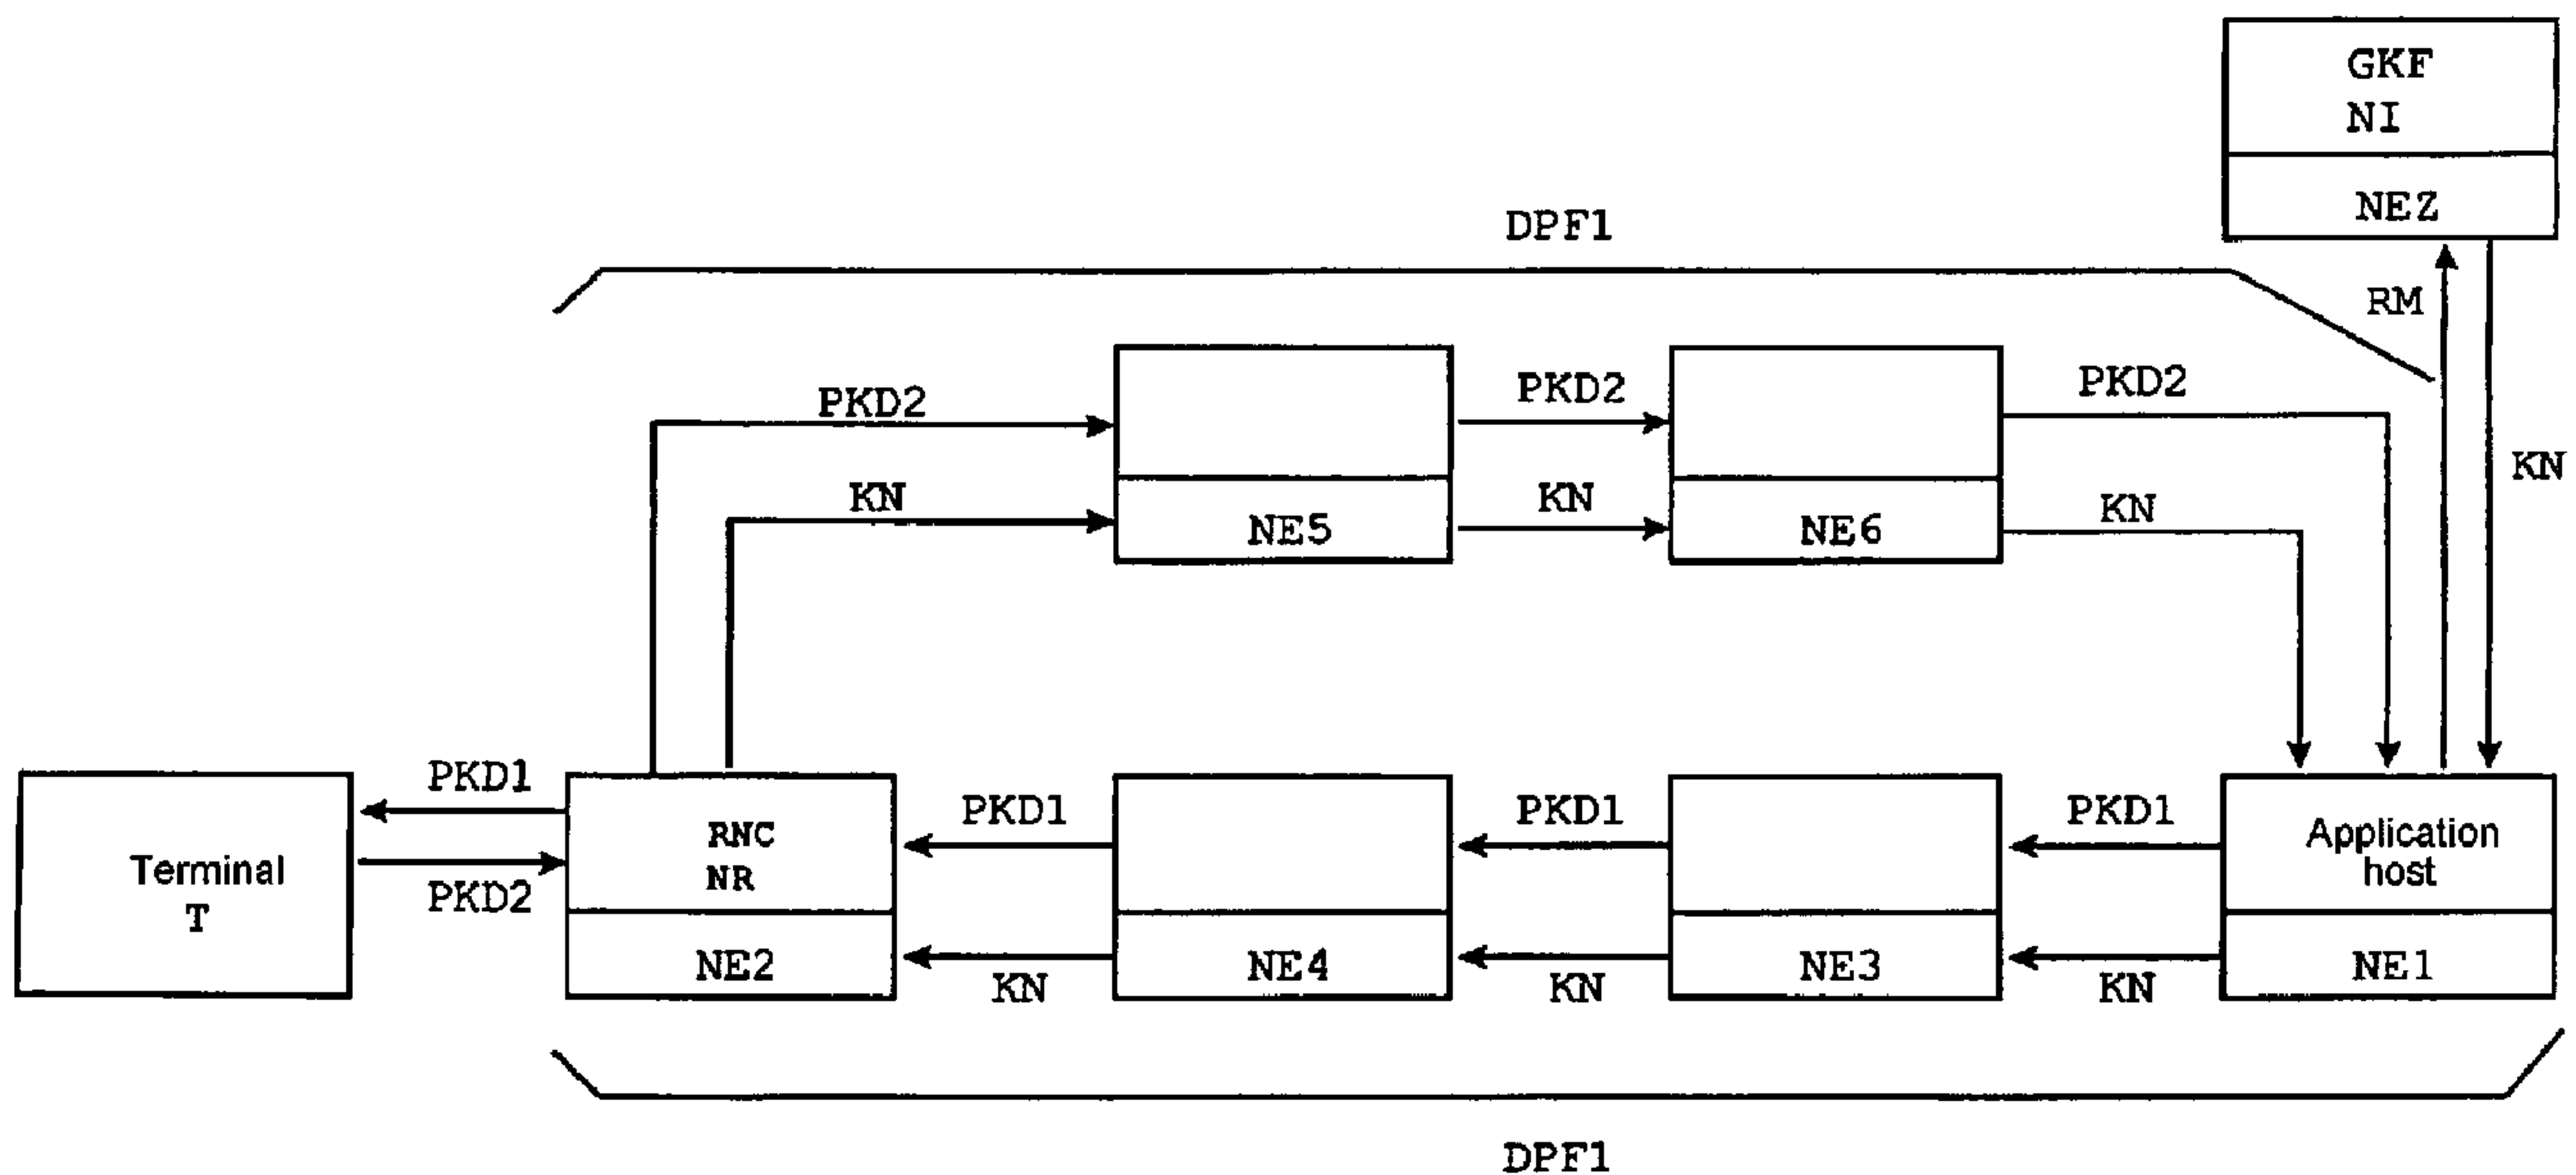 GKF
NI
NEZ
DPF1
RM
PKD2
PKD2
PKD2
KN
KN
KN
KN
NE5
NE6
PKD1
PKD2
Terminal
T
RNC
NR
NE2
PKD1
KN
NE4
PKD1
KN
NE3
PKD1
KN
Application
host
NE1
DPF1